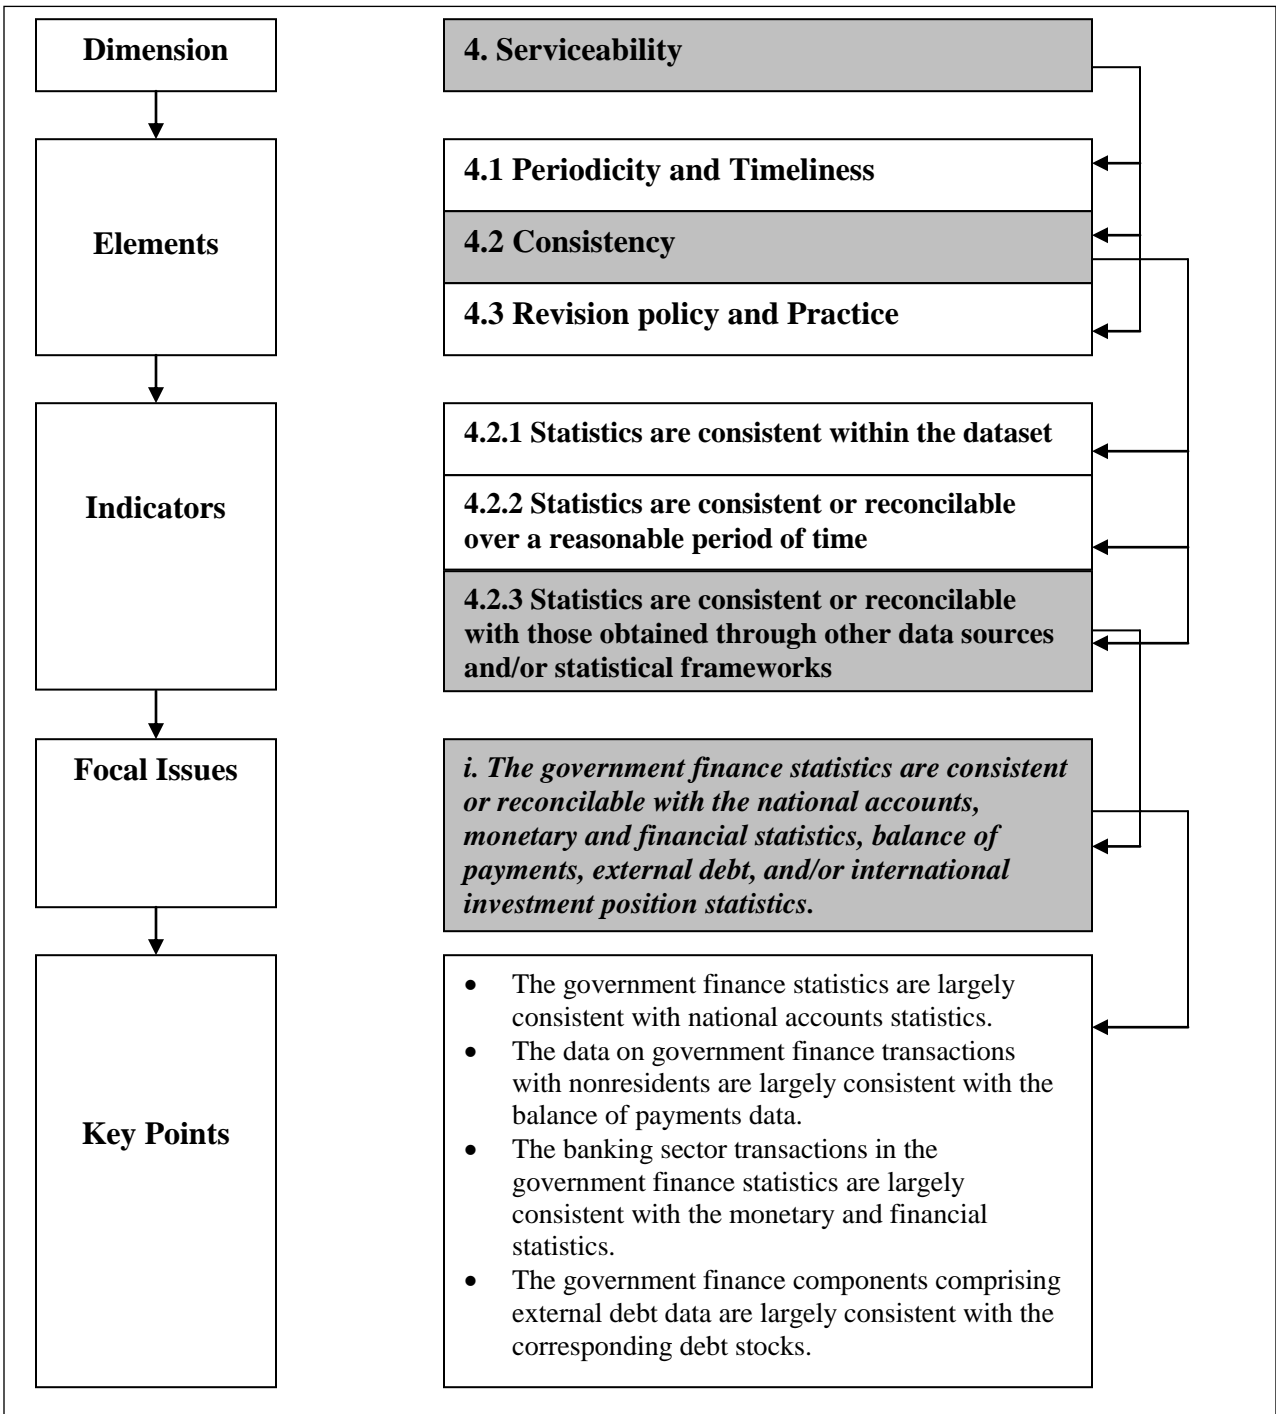 Dimension
4. Serviceability
Elements
4.1 Periodicity and Timeliness
4.2 Consistency
4.3 Revision policy and Practice
Indicators
4.2.1 Statistics are consistent within the dataset
4.2.2 Statistics are consistent or reconcilable
over a reasonable period of time
4.2.3 Statistics are consistent or reconcilable
with those obtained through other data sources
and/or statistical frameworks
Focal Issues
i. The government finance statistics are consistent
or reconcilable with the national accounts,
monetary and financial statistics, balance of
payments, external debt, and/or international
investment position statistics.
Key Points
• The government finance statistics are largely
consistent with national accounts statistics.
• The data on government finance transactions
with nonresidents are largely consistent with the
balance of payments data.
• The banking sector transactions in the
government finance statistics are largely
consistent with the monetary and financial
statistics.
• The government finance components comprising
external debt data are largely consistent with the
corresponding debt stocks.